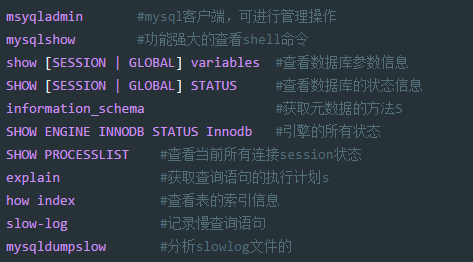 msyqladmin #mysql客户端,可进行管理操作
mysqlshow #功能强大的查看shell命令
show [SESSION | GLOBAL] variables #查看数据库参数信息
SHOW [SESSION | GLOBAL] STATUS #查看数据库的状态信息
information_schema #获取元数据的方法s
SHOW ENGINE INNODB STATUS Innodb #引擎的所有状态
SHOW PROCESSLIST #查看当前所有连接session状态
explain #获取查询语句的执行计划s
how index #查看表的索引信息
slow-log #记录慢查询语句
mysqldumpslow #分析slowlog文件的